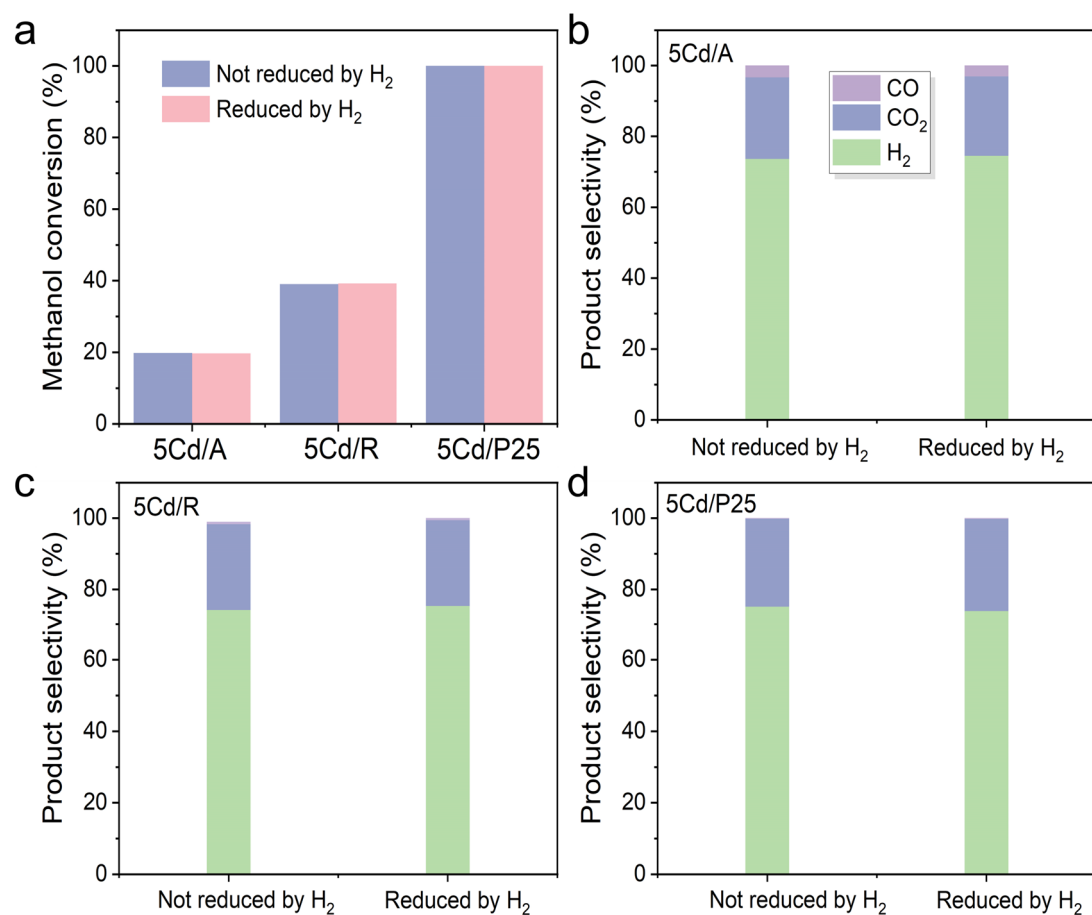 a
Methanol conversion (%)
100
80
60
40
20
0
Not reduced by H₂
Reduced by H₂
5Cd/A
5Cd/R
5Cd/P25
b
Product selectivity (%)
100
80
60
40
20
0
5Cd/A
CO
CO₂
H₂
Not reduced by H₂
Reduced by H₂
c
Product selectivity (%)
100
80
60
40
20
0
5Cd/R
Not reduced by H₂
Reduced by H₂
d
Product selectivity (%)
100
80
60
40
20
0
5Cd/P25
Not reduced by H₂
Reduced by H₂